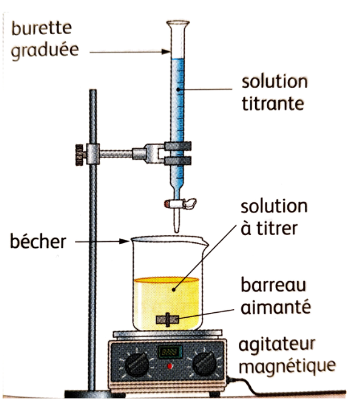 burette
graduée
solution
titrante
solution
à titrer
bécher
barreau
aimanté
agitateur
magnétique